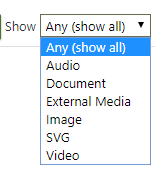 Show Any (show all)
Any (show all)
Audio
Document
External Media
Image
SVG
Video